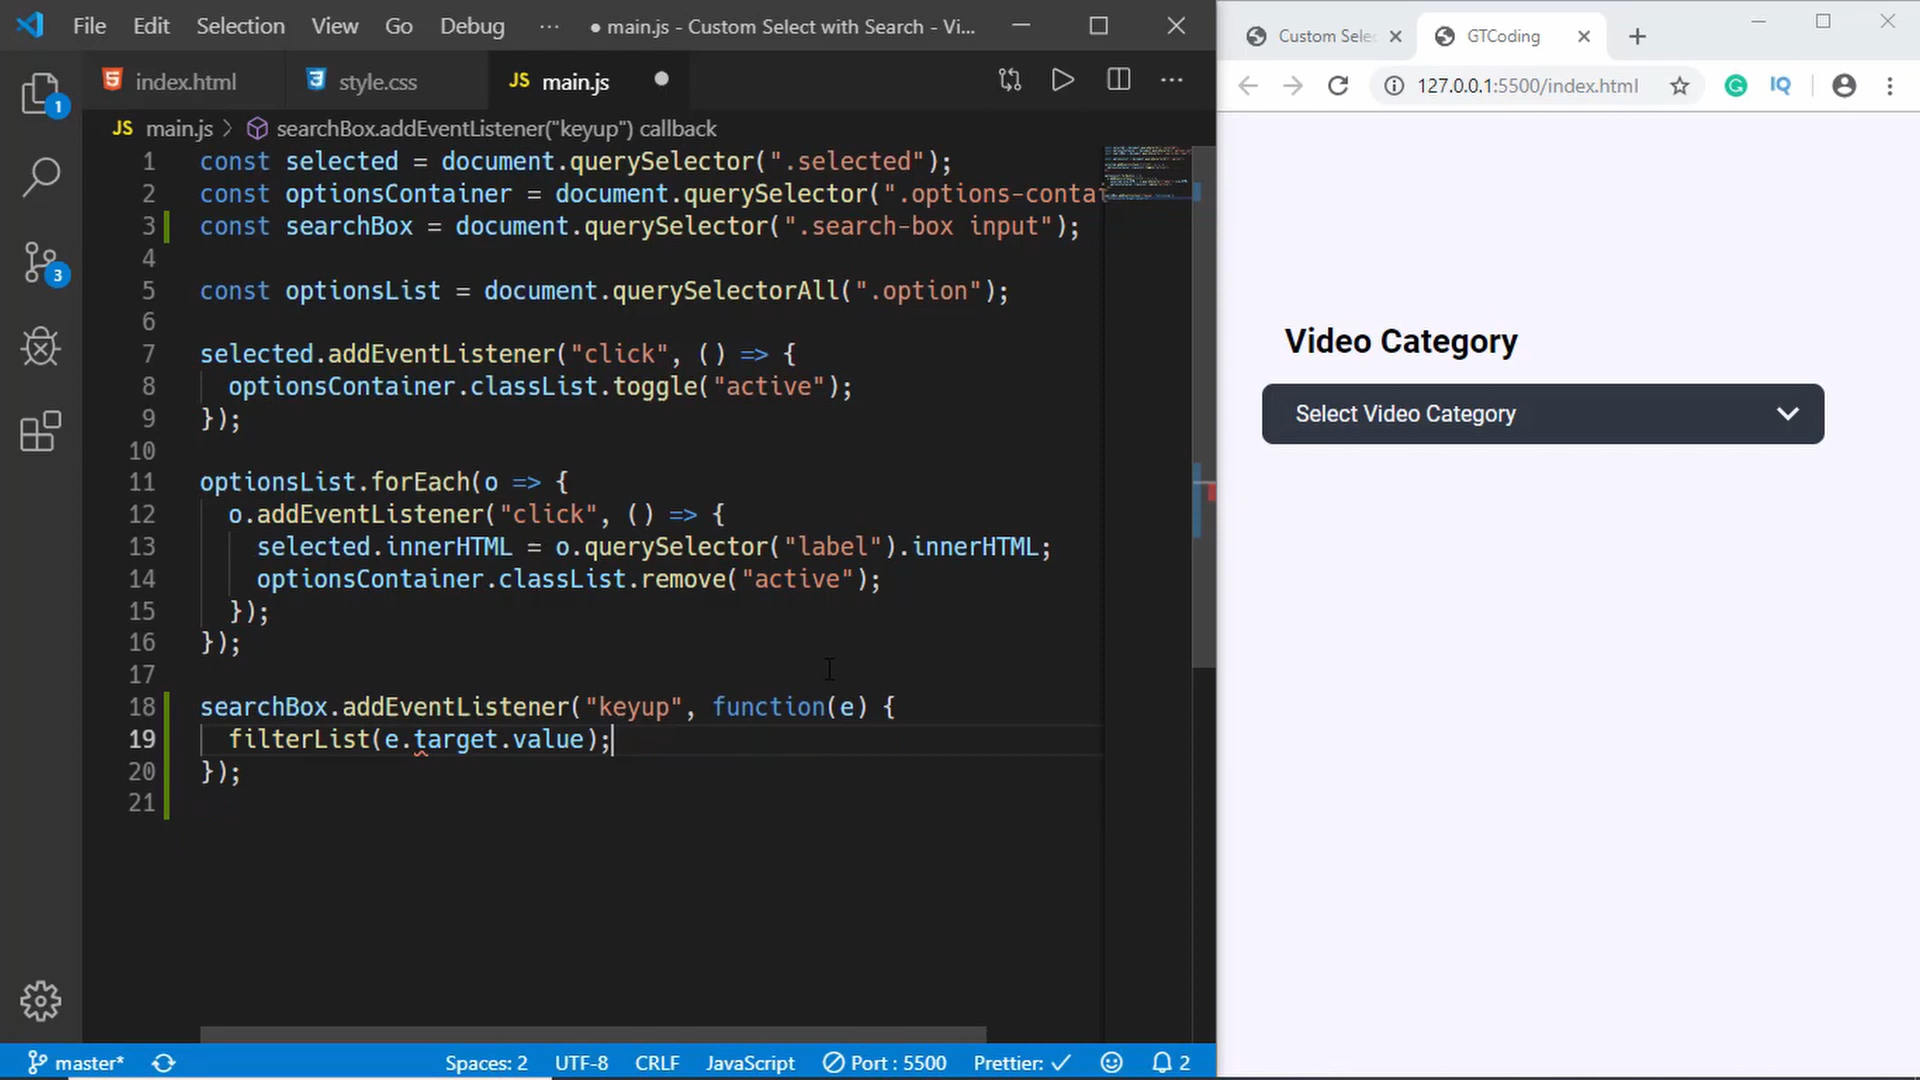 File Edit Selection View Go Debug ··· ● main.js - Custom Select with Search - Vi...
index.html style.css JS main.js
JS main.js > searchBox.addEventListener("keyup") callback
1 const selected = document.querySelector(".selected");
2 const optionsContainer = document.querySelector(".options-contai
3 const searchBox = document.querySelector(".search-box input");
4
5 const optionsList = document.querySelectorAll(".option");
6
7 selected.addEventListener("click", () => {
8 optionsContainer.classList.toggle("active");
9 });
10
11 optionsList.forEach(o => {
12 o.addEventListener("click", () => {
13 selected.innerHTML = o.querySelector("label").innerHTML;
14 optionsContainer.classList.remove("active");
15 });
16 });
17
18 searchBox.addEventListener("keyup", function(e) {
19 filterList(e.target.value);
20 });
21
1
3
master* Spaces: 2 UTF-8 CRLF JavaScript Port : 5500 Prettier: ✓ 2
Custom Selec GTCoding
127.0.0.1:5500/index.html IQ
Video Category
Select Video Category